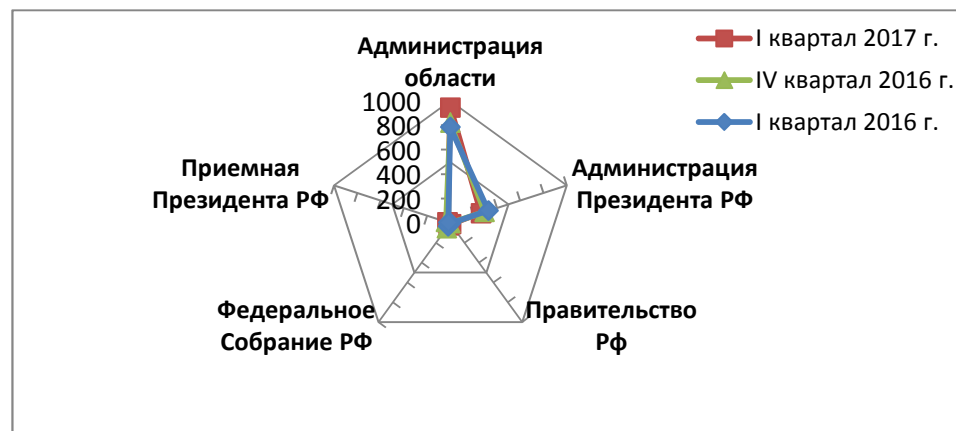 Администрация
области
1000
800
600
400
200
0
I квартал 2017 г.
IV квартал 2016 г.
I квартал 2016 г.
Приемная
Президента РФ
Администрация
Президента РФ
Федеральное
Собрание РФ
Правительство
Рф